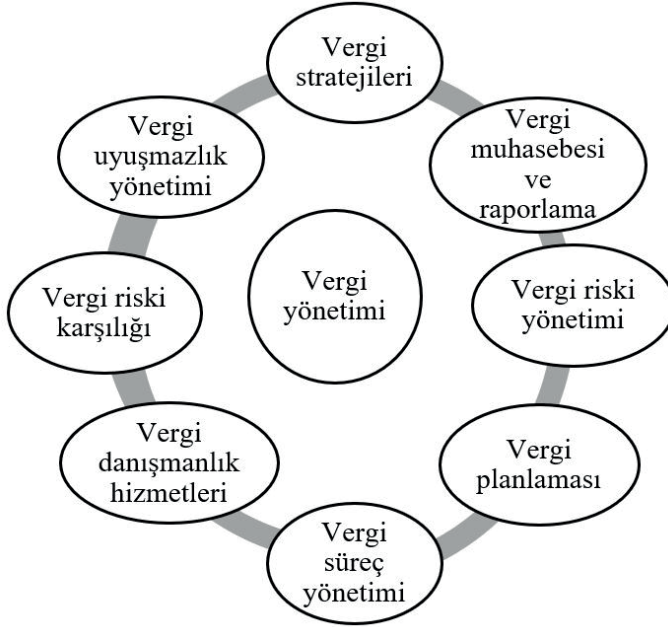 Vergi
stratejileri
Vergi
muhasebesi
ve
raporlama
Vergi riski
yönetimi
Vergi
planlaması
Vergi
süreç
yönetimi
Vergi
danışmanlık
hizmetleri
Vergi riski
karşılığı
Vergi
uyuşmazlık
yönetimi
Vergi
yönetimi